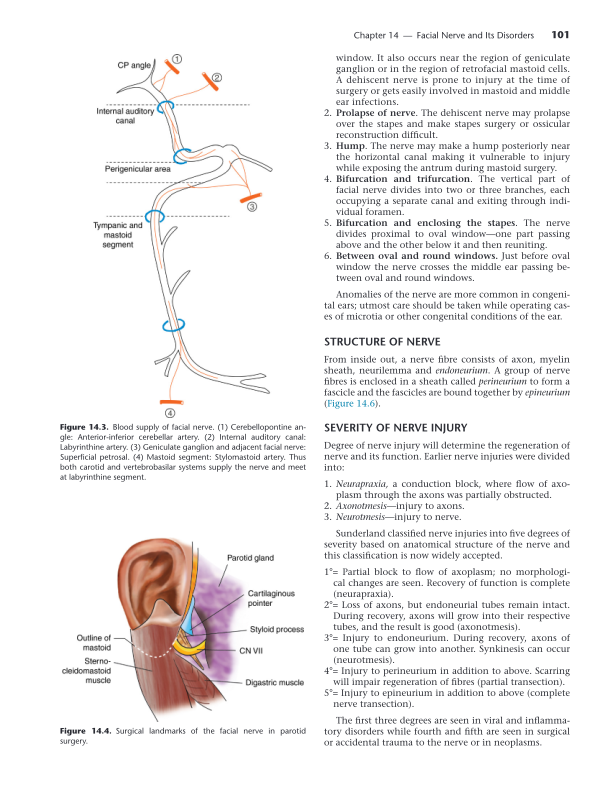 Chapter 14 — Facial Nerve and Its Disorders 101
CP angle
1
2
Internal auditory
canal
Perigenicular area
3
Tympanic and
mastoid
segment
4
Figure 14.3. Blood supply of facial nerve. (1) Cerebellopontine an-
gle: Anterior-inferior cerebellar artery. (2) Internal auditory canal:
Labyrinthine artery. (3) Geniculate ganglion and adjacent facial nerve:
Superficial petrosal. (4) Mastoid segment: Stylomastoid artery. Thus
both carotid and vertebrobasilar systems supply the nerve and meet
at labyrinthine segment.
Parotid gland
Cartilaginous
pointer
Styloid process
CN VII
Digastric muscle
Outline of
mastoid
Sterno-
cleidomastoid
muscle
Figure 14.4. Surgical landmarks of the facial nerve in parotid
surgery.
window. It also occurs near the region of geniculate
ganglion or in the region of retrofacial mastoid cells.
A dehiscent nerve is prone to injury at the time of
surgery or gets easily involved in mastoid and middle
ear infections.
2. Prolapse of nerve. The dehiscent nerve may prolapse
over the stapes and make stapes surgery or ossicular
reconstruction difficult.
3. Hump. The nerve may make a hump posteriorly near
the horizontal canal making it vulnerable to injury
while exposing the antrum during mastoid surgery.
4. Bifurcation and trifurcation. The vertical part of
facial nerve divides into two or three branches, each
occupying a separate canal and exiting through indi-
vidual foramen.
5. Bifurcation and enclosing the stapes. The nerve
divides proximal to oval window—one part passing
above and the other below it and then reuniting.
6. Between oval and round windows. Just before oval
window the nerve crosses the middle ear passing be-
tween oval and round windows.
Anomalies of the nerve are more common in congeni-
tal ears; utmost care should be taken while operating cas-
es of microtia or other congenital conditions of the ear.
STRUCTURE OF NERVE
From inside out, a nerve fibre consists of axon, myelin
sheath, neurilemma and endoneurium. A group of nerve
fibres is enclosed in a sheath called perineurium to form a
fascicle and the fascicles are bound together by epineurium
(Figure 14.6).
SEVERITY OF NERVE INJURY
Degree of nerve injury will determine the regeneration of
nerve and its function. Earlier nerve injuries were divided
into:
1. Neurapraxia, a conduction block, where flow of axo-
plasm through the axons was partially obstructed.
2. Axonotmesis—injury to axons.
3. Neurotmesis—injury to nerve.
Sunderland classified nerve injuries into five degrees of
severity based on anatomical structure of the nerve and
this classification is now widely accepted.
1°= Partial block to flow of axoplasm; no morphologi-
cal changes are seen. Recovery of function is complete
(neurapraxia).
2°= Loss of axons, but endoneurial tubes remain intact.
During recovery, axons will grow into their respective
tubes, and the result is good (axonotmesis).
3°= Injury to endoneurium. During recovery, axons of
one tube can grow into another. Synkinesis can occur
(neurotmesis).
4°= Injury to perineurium in addition to above. Scarring
will impair regeneration of fibres (partial transection).
5°= Injury to epineurium in addition to above (complete
nerve transection).
The first three degrees are seen in viral and inflamma-
tory disorders while fourth and fifth are seen in surgical
or accidental trauma to the nerve or in neoplasms.